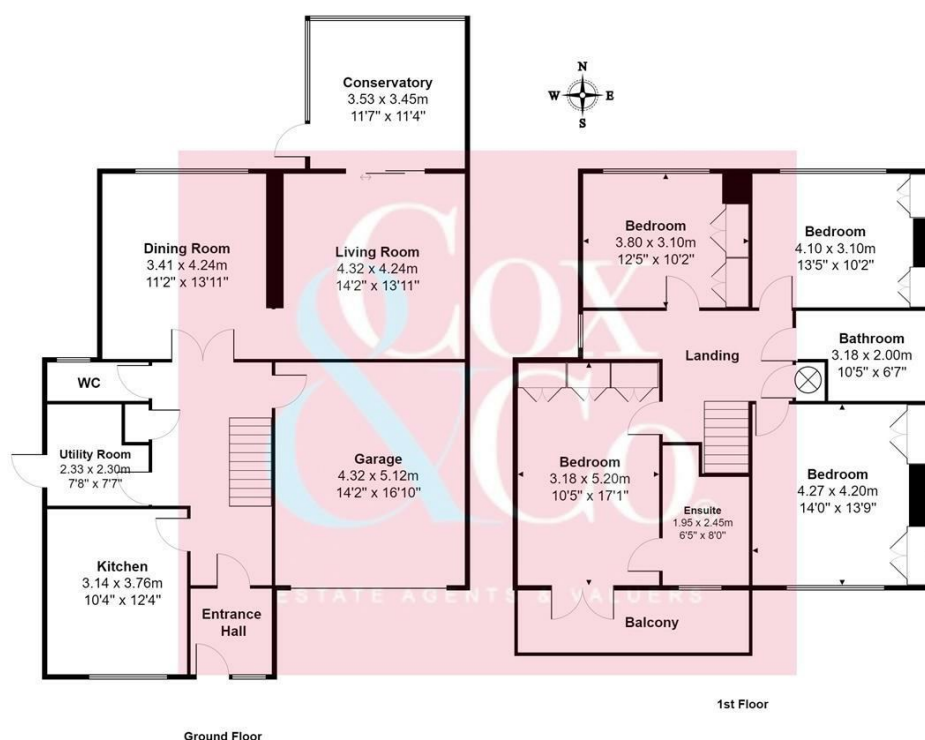 Conservatory
3.53 x 3.45m
11'7" x 11'4"
N
W E
S
Dining Room
3.41 x 4.24m
11'2" x 13'11"
Living Room
4.32 x 4.24m
14'2" x 13'11"
Bedroom
3.80 x 3.10m
12'5" x 10'2"
Bedroom
4.10 x 3.10m
13'5" x 10'2"
WC
Landing
Bathroom
3.18 x 2.00m
10'5" x 6'7"
Utility Room
2.33 x 2.30m
7'8" x 7'7"
Garage
4.32 x 5.12m
14'2" x 16'10"
Bedroom
3.18 x 5.20m
10'5" x 17'1"
Ensuite
1.95 x 2.45m
6'5" x 8'0"
Bedroom
4.27 x 4.20m
14'0" x 13'9"
Kitchen
3.14 x 3.76m
10'4" x 12'4"
Entrance
Hall
Balcony
Cox
& Co®
ESTATE AGENTS & VALUERS
1st Floor
Ground Floor